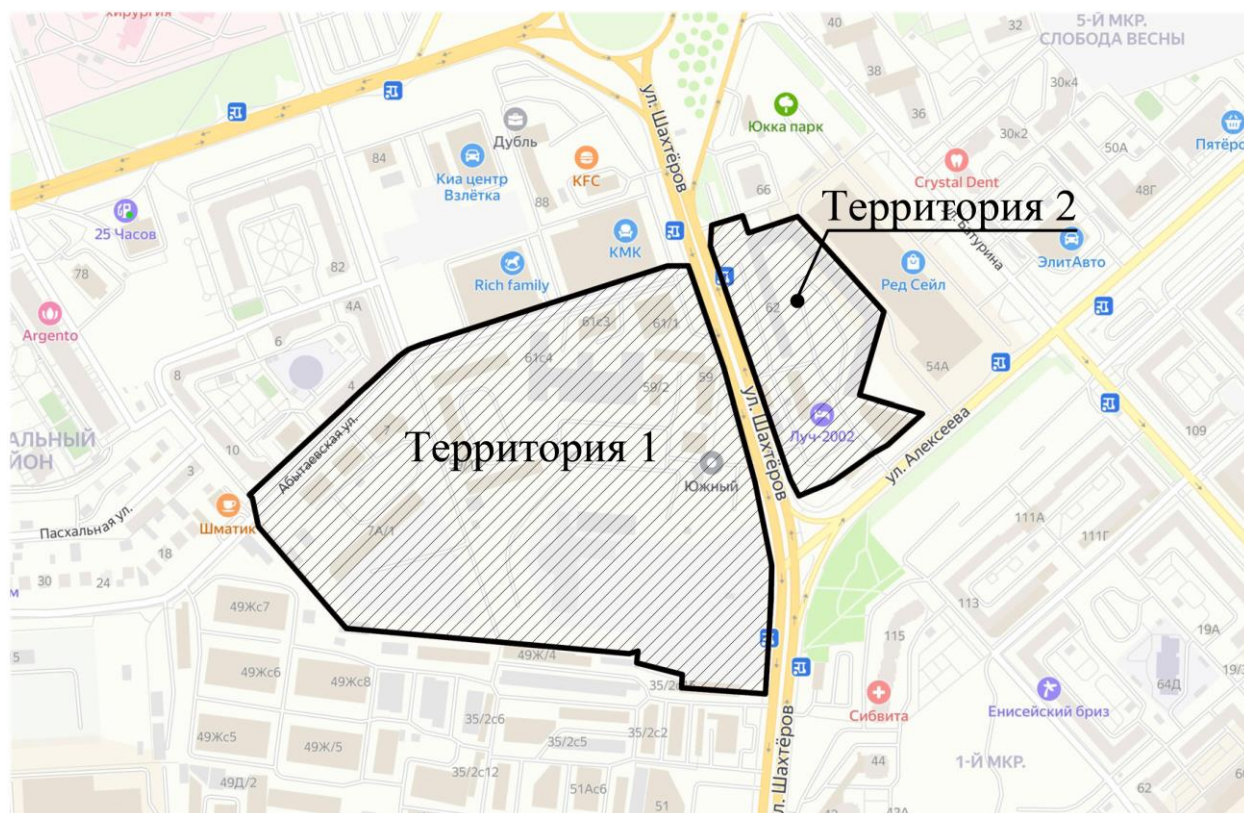 хирургия
5-Й МКР.
СЛОБОДА ВЕСНЫ
40
32
38
30к4
36
30к2
50А
48Г
Пятёро
Юкка парк
Crystal Dent
ул. Шахтёров
Дубль
84
Киа центр
Взлётка
KFC
88
66
Территория 2
ул. Батурина
ЭлитАвто
25 Часов
78
82
КМК
Rich family
Ред Сейл
Argento
4А
6
8
4
10
3
61с3
61/1
61с4
59/2
59
62
54А
7
Абытаевская ул.
Территория 1
ул. Шахтёров
Луч-2002
ул. Алексеева
109
АЛЬНЫЙ
ЙОН
Южный
Пасхальная ул.
Шматик
7А/1
18
30
24
м
111А
111Г
113
49Жс7
49Ж/4
115
19А
5
49Жс6
49Жс8
35/2с15
Сибвита
64Д
19/3
Енисейский бриз
35/2с6
35/2с5
35/2с2
49Жс5
49Ж/5
ул. Шахтёров
44
1-Й МКР.
49Д/2
35/2с12
51Ас6
51
62